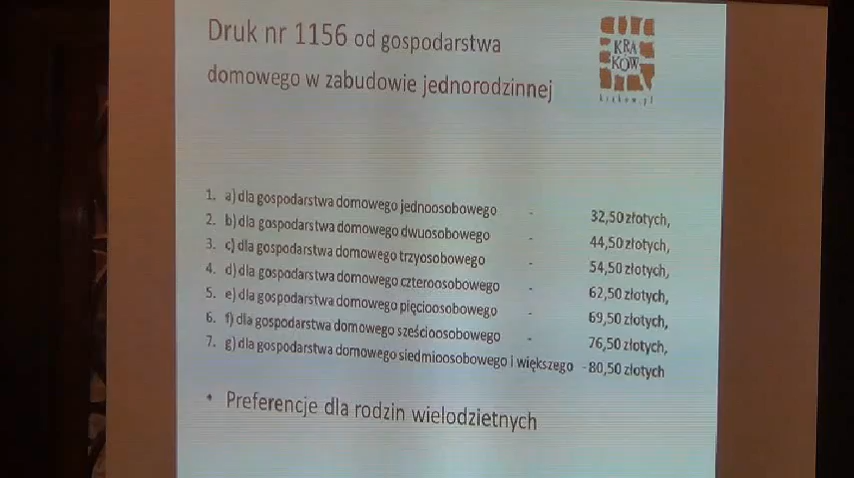 Druk nr 1156 od gospodarstwa
domowego w zabudowie jednorodzinnej
KRA
KÓW
krakow.pl
1. a) dla gospodarstwa domowego jednoosobowego - 32,50 złotych,
2. b) dla gospodarstwa domowego dwuosobowego - 44,50 złotych,
3. c) dla gospodarstwa domowego trzyosobowego - 54,50 złotych,
4. d) dla gospodarstwa domowego czteroosobowego - 62,50 złotych,
5. e) dla gospodarstwa domowego pięcioosobowego - 69,50 złotych,
6. f) dla gospodarstwa domowego sześcioosobowego - 76,50 złotych,
7. g) dla gospodarstwa domowego siedmioosobowego i większego - 80,50 złotych
• Preferencje dla rodzin wielodzietnych